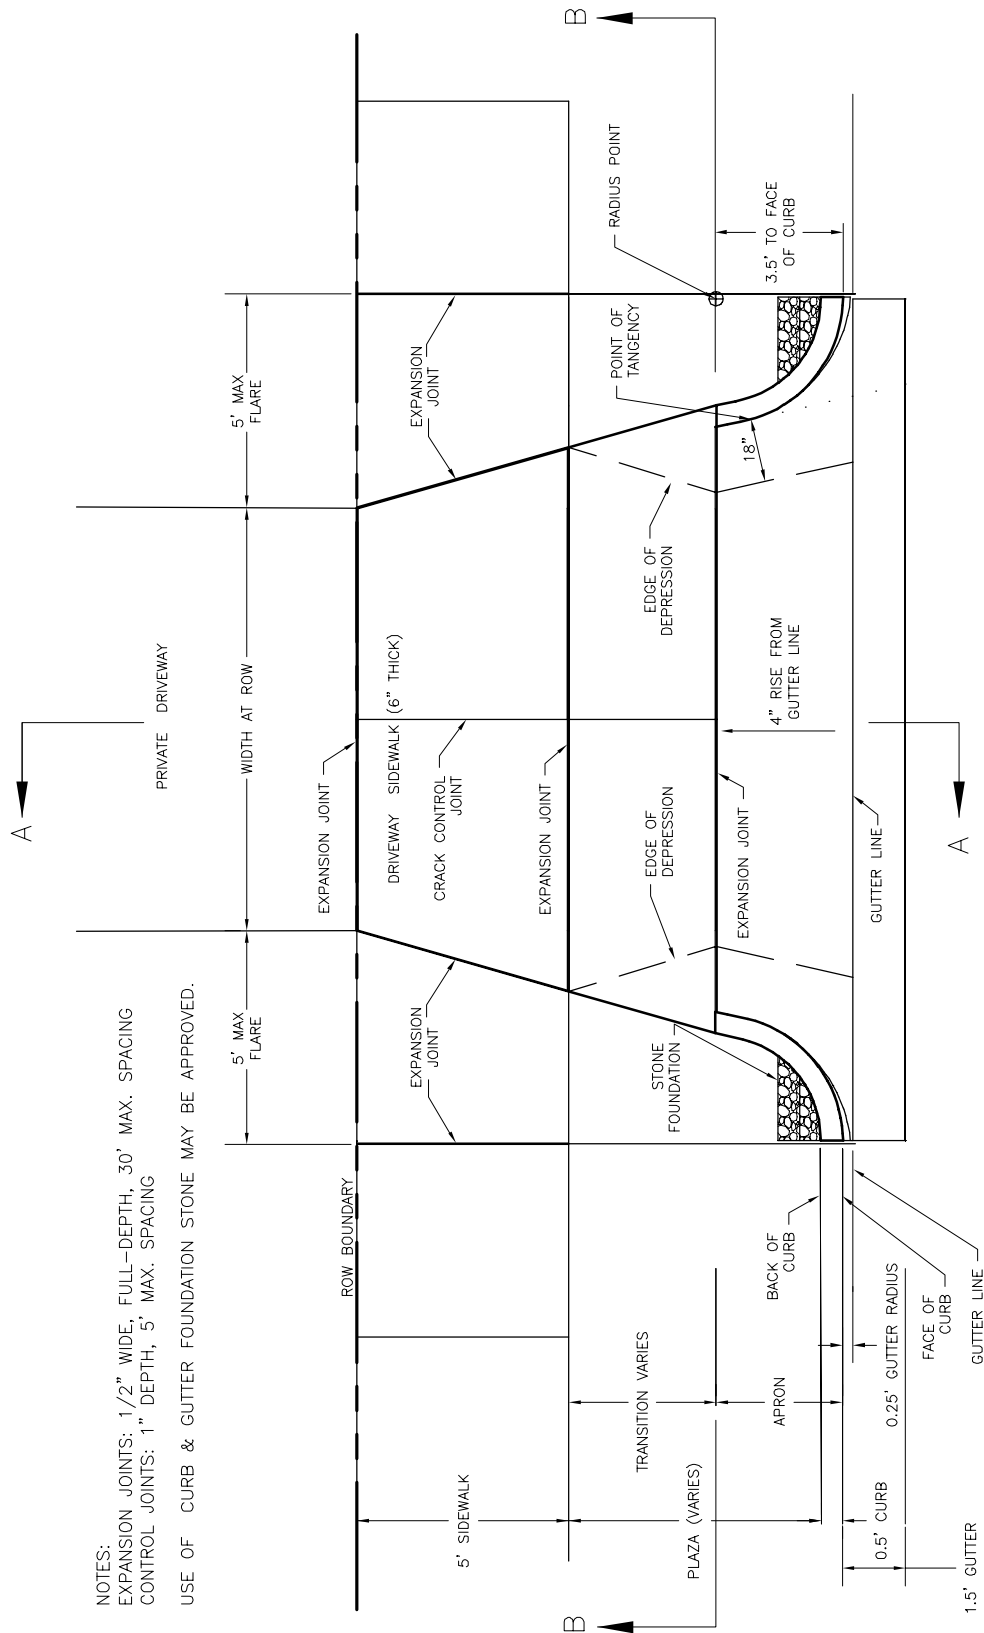 NOTES:
EXPANSION JOINTS: 1/2" WIDE, FULL-DEPTH, 30' MAX. SPACING
CONTROL JOINTS: 1" DEPTH, 5' MAX. SPACING
USE OF CURB & GUTTER FOUNDATION STONE MAY BE APPROVED.
A
PRIVATE DRIVEWAY
5' MAX
FLARE
WIDTH AT ROW
5' MAX
FLARE
ROW BOUNDARY
EXPANSION JOINT
DRIVEWAY SIDEWALK (6" THICK)
EXPANSION
JOINT
CRACK CONTROL
JOINT
EXPANSION
JOINT
5' SIDEWALK
EXPANSION JOINT
B
B
TRANSITION VARIES
STONE
FOUNDATION
EDGE OF
DEPRESSION
EDGE OF
DEPRESSION
POINT OF
TANGENCY
RADIUS POINT
PLAZA (VARIES)
APRON
BACK OF
CURB
EXPANSION JOINT
4" RISE FROM
GUTTER LINE
18"
3.5' TO FACE
OF CURB
0.5' CURB
0.25' GUTTER RADIUS
FACE OF
CURB
GUTTER LINE
GUTTER LINE
1.5' GUTTER
A